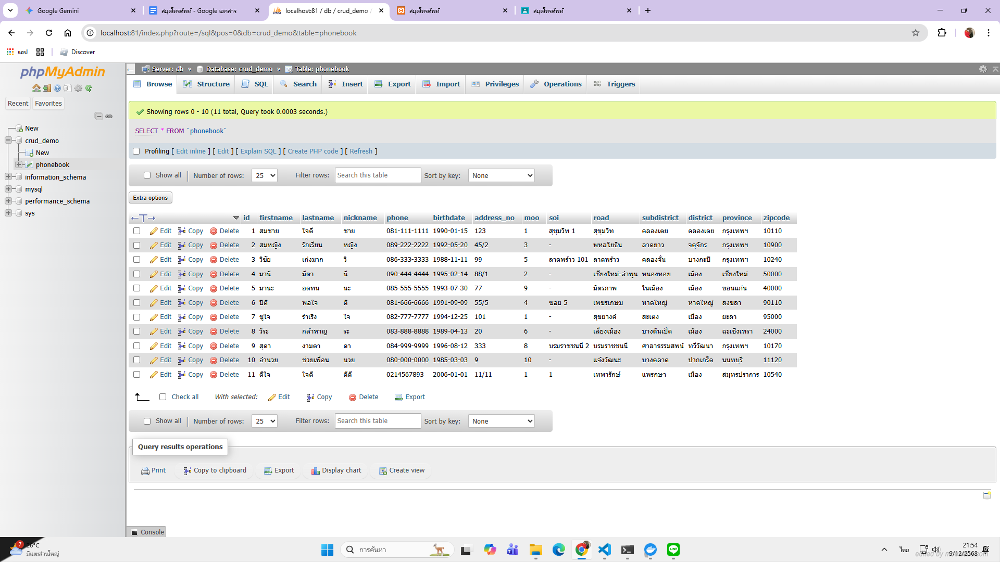 Google Gemini
สมุดโทรศัพท์ - Google เอกสาร
localhost:81 / db / crud_demo /
สมุดโทรศัพท์
สมุดโทรศัพท์
localhost:81/index.php?route=/sql&pos=0&db=crud_demo&table=phonebook
แอป
Discover
phpMyAdmin
Recent
Favorites
New
crud_demo
New
phonebook
information_schema
mysql
performance_schema
sys
Server: db » Database: crud_demo » Table: phonebook
Browse Structure SQL Search Insert Export Import Privileges Operations Triggers
Showing rows 0 - 10 (11 total, Query took 0.0003 seconds.)
SELECT * FROM `phonebook`
Profiling [ Edit inline ] [ Edit ] [ Explain SQL ] [ Create PHP code ] [ Refresh ]
Show all Number of rows: 25 Filter rows: Search this table Sort by key: None
Extra options
id firstname lastname nickname phone birthdate address_no moo soi road subdistrict district province zipcode
Edit Copy Delete 1 สมชาย ใจดี ชาย 081-111-1111 1990-01-15 123 1 สุขุมวิท 1 สุขุมวิท คลองเตย คลองเตย กรุงเทพฯ 10110
Edit Copy Delete 2 สมหญิง รักเรียน หญิง 089-222-2222 1992-05-20 45/2 3 - พหลโยธิน ลาดยาว จตุจักร กรุงเทพฯ 10900
Edit Copy Delete 3 วิชัย เก่งมาก วิ 086-333-3333 1988-11-11 99 5 ลาดพร้าว 101 ลาดพร้าว คลองจั่น บางกะปิ กรุงเทพฯ 10240
Edit Copy Delete 4 มานี มีตา นี 090-444-4444 1995-02-14 88/1 2 - เชียงใหม่-ลำพูน หนองหอย เมือง เชียงใหม่ 50000
Edit Copy Delete 5 มานะ อดทน นะ 085-555-5555 1993-07-30 77 9 - มิตรภาพ ในเมือง เมือง ขอนแก่น 40000
Edit Copy Delete 6 ปิติ พอใจ ติ 081-666-6666 1991-09-09 55/5 4 ซอย 5 เพชรเกษม หาดใหญ่ หาดใหญ่ สงขลา 90110
Edit Copy Delete 7 ชูใจ ร่าเริง ใจ 082-777-7777 1994-12-25 101 1 - สุขยางค์ สะเตง เมือง ยะลา 95000
Edit Copy Delete 8 วีระ กล้าหาญ ระ 083-888-8888 1989-04-13 20 6 - เลี่ยงเมือง บางตีนเป็ด เมือง ฉะเชิงเทรา 24000
Edit Copy Delete 9 สุดา งามตา ดา 084-999-9999 1996-08-12 333 8 บรมราชชนนี 2 บรมราชชนนี ศาลาธรรมสพน์ ทวีวัฒนา กรุงเทพฯ 10170
Edit Copy Delete 10 อำนวย ช่วยเพื่อน นวย 080-000-0000 1985-03-03 9 10 - แจ้งวัฒนะ บางตลาด ปากเกร็ด นนทบุรี 11120
Edit Copy Delete 11 ดีใจ ใจดี ดีดี 0214567893 2006-01-01 11/11 1 1 เทพารักษ์ แพรกษา เมือง สมุทรปราการ 10540
Check all With selected: Edit Copy Delete Export
Show all Number of rows: 25 Filter rows: Search this table Sort by key: None
Query results operations
Print Copy to clipboard Export Display chart Create view
Console
7
26°C
มีเมฆส่วนใหญ่
การค้นหา
ไทย
21:54
9/12/2568